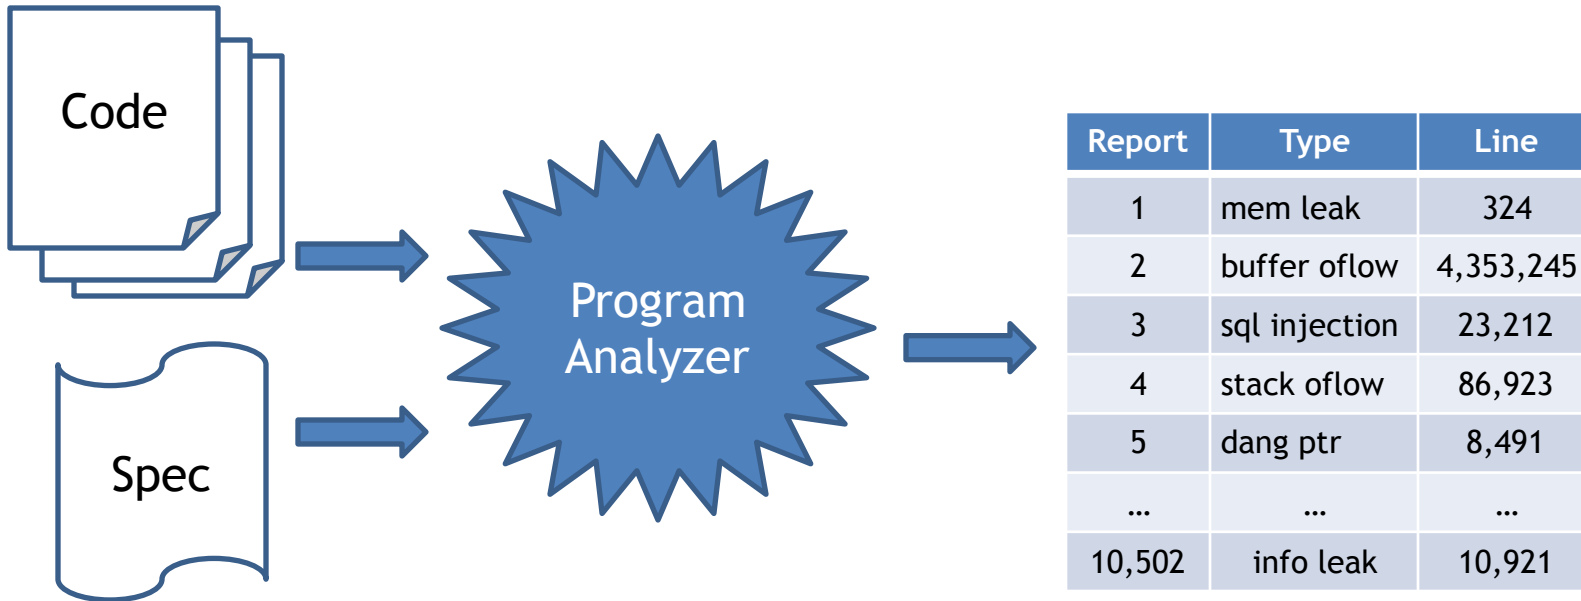 Code
Spec
Program
Analyzer
Report Type Line
1 mem leak 324
2 buffer oflow 4,353,245
3 sql injection 23,212
4 stack oflow 86,923
5 dang ptr 8,491
… … …
10,502 info leak 10,921